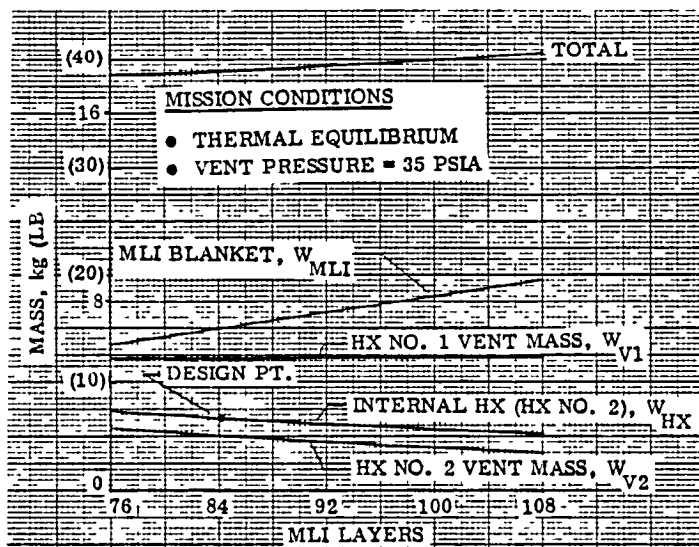 (40)
TOTAL
MISSION CONDITIONS
16
• THERMAL EQUILIBRIUM
(30)
• VENT PRESSURE = 35 PSIA
MASS, kg (LB
MLI BLANKET, W MLI
(20)
8
HX NO. 1 VENT MASS, W V1
DESIGN PT.
(10)
INTERNAL HX (HX NO. 2), W HX
HX NO. 2 VENT MASS, W V2
0
76 84 92 100 108
MLI LAYERS